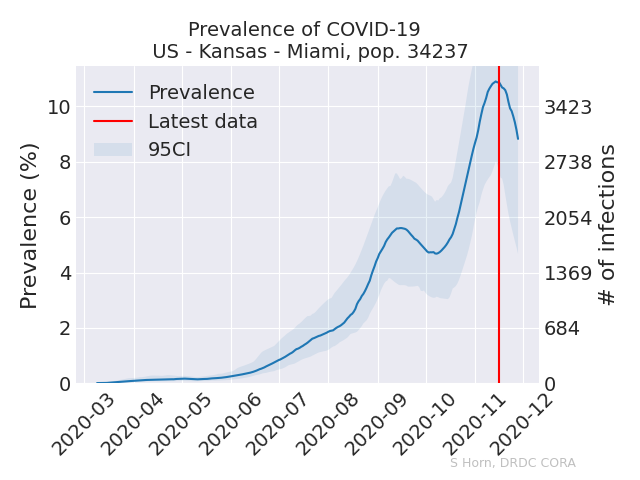 Prevalence of COVID-19
US - Kansas - Miami, pop. 34237
Prevalence
Latest data
95CI
Prevalence (%)
10
8
6
4
2
0
3423
2738
2054
1369
684
0
# of infections
2020-03
2020-04
2020-05
2020-06
2020-07
2020-08
2020-09
2020-10
2020-11
2020-12
S Horn, DRDC CORA